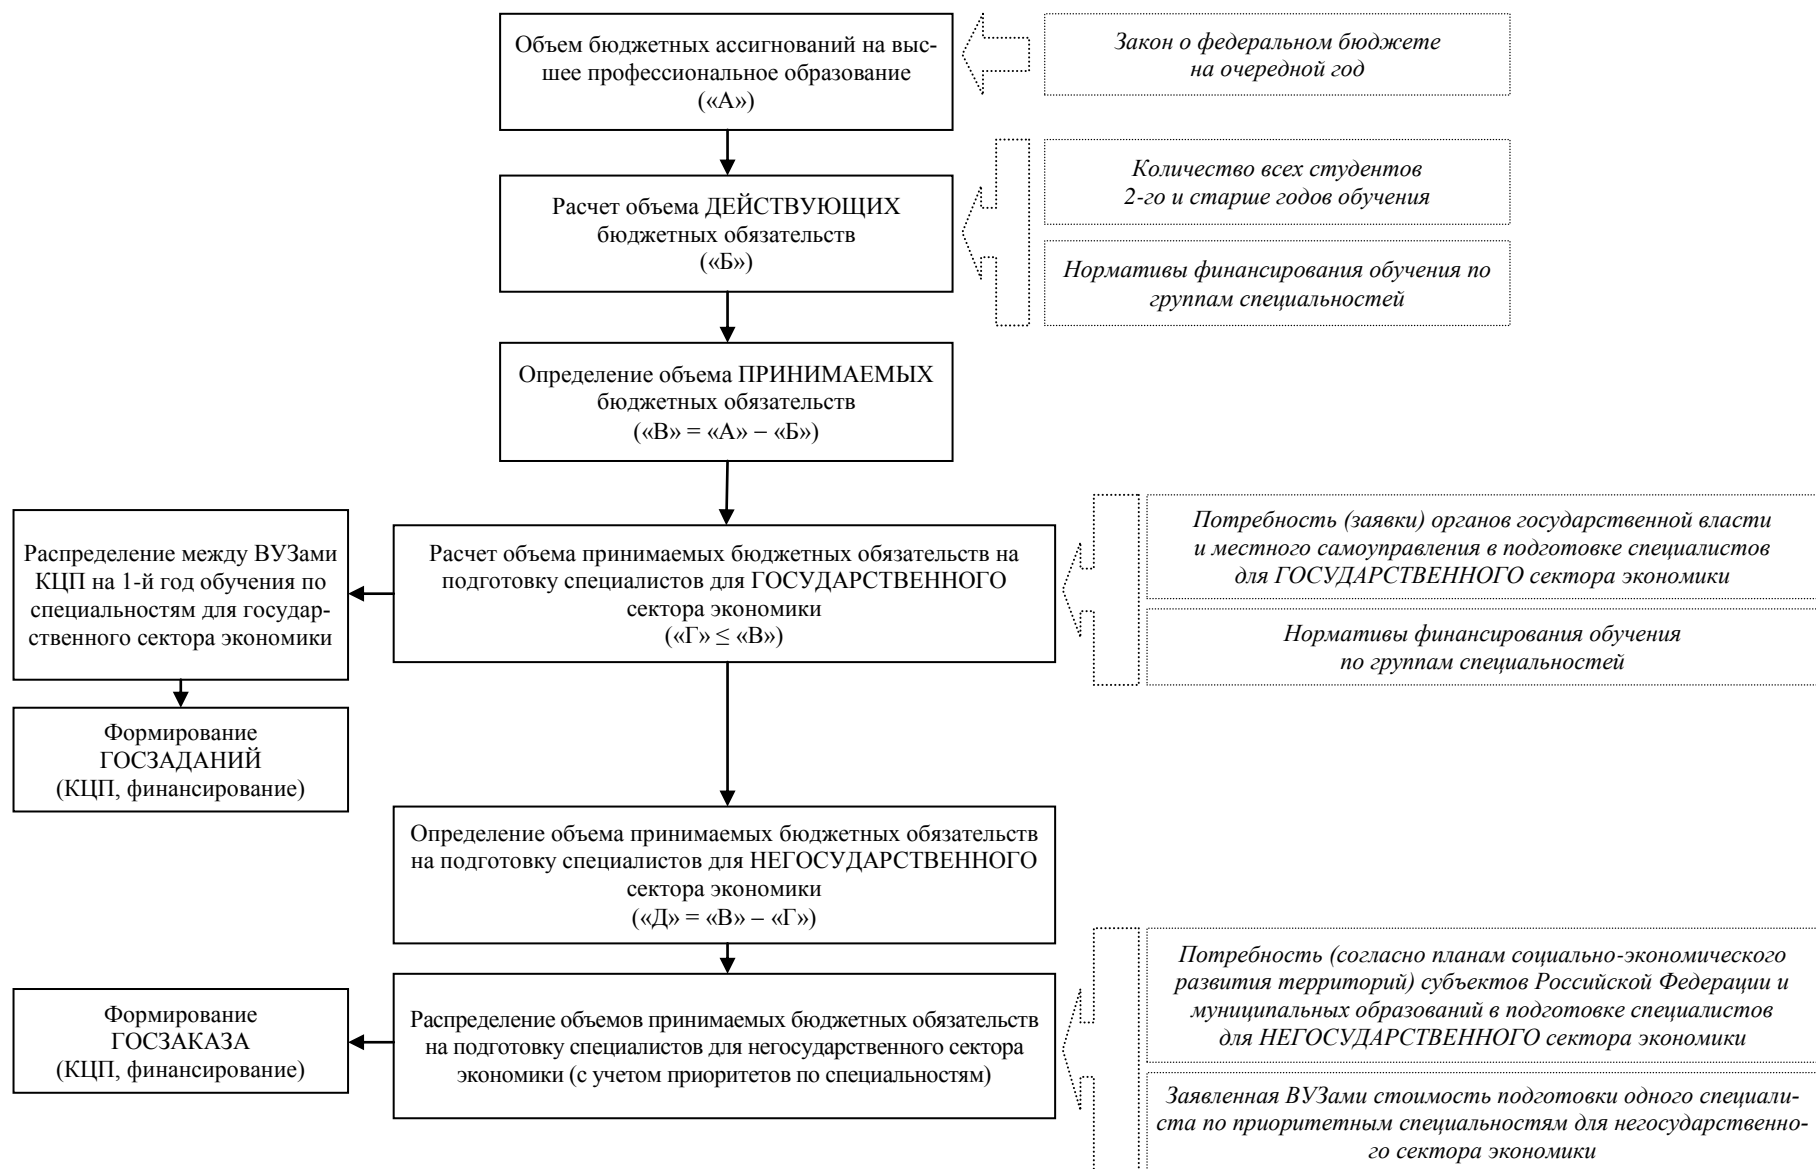 Объем бюджетных ассигнований на выс-
шее профессиональное образование
(«А»)
Закон о федеральном бюджете
на очередной год
Расчет объема ДЕЙСТВУЮЩИХ
бюджетных обязательств
(«Б»)
Количество всех студентов
2-го и старше годов обучения
Нормативы финансирования обучения по
группам специальностей
Определение объема ПРИНИМАЕМЫХ
бюджетных обязательств
(«В» = «А» – «Б»)
Распределение между ВУЗами
КЦП на 1-й год обучения по
специальностям для государ-
ственного сектора экономики
Расчет объема принимаемых бюджетных обязательств на
подготовку специалистов для ГОСУДАРСТВЕННОГО
сектора экономики
(«Г» ≤ «В»)
Потребность (заявки) органов государственной власти
и местного самоуправления в подготовке специалистов
для ГОСУДАРСТВЕННОГО сектора экономики
Нормативы финансирования обучения
по группам специальностей
Формирование
ГОСЗАДАНИЙ
(КЦП, финансирование)
Определение объема принимаемых бюджетных обязательств
на подготовку специалистов для НЕГОСУДАРСТВЕННОГО
сектора экономики
(«Д» = «В» – «Г»)
Формирование
ГОСЗАКАЗА
(КЦП, финансирование)
Распределение объемов принимаемых бюджетных обязательств
на подготовку специалистов для негосударственного сектора
экономики (с учетом приоритетов по специальностям)
Потребность (согласно планам социально-экономического
развития территорий) субъектов Российской Федерации и
муниципальных образований в подготовке специалистов
для НЕГОСУДАРСТВЕННОГО сектора экономики
Заявленная ВУЗами стоимость подготовки одного специали-
ста по приоритетным специальностям для негосударственно-
го сектора экономики